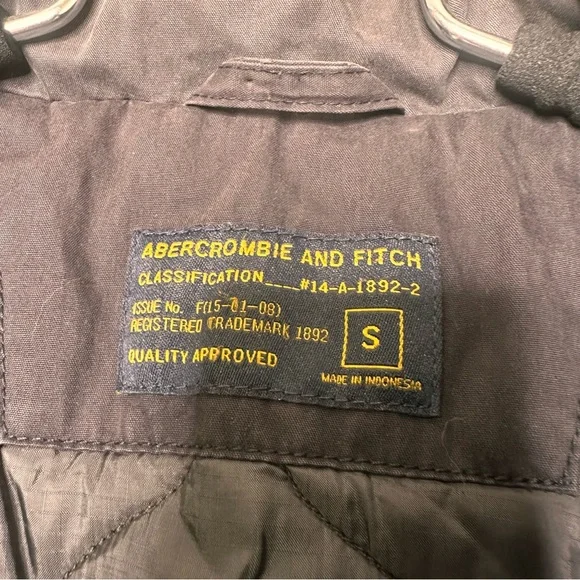 ABERCROMBIE AND FITCH
CLASSIFICATION____#14-A-1892-2
ISSUE No. F(15-01-08)
REGISTERED TRADEMARK 1892
S
QUALITY APPROVED
MADE IN INDONESIA